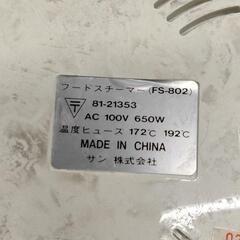 フードスチーマー(FS-802)
〒 81-21353
AC 100V 650W
温度ヒューズ 172℃ 192℃
MADE IN CHINA
サン 株式会社